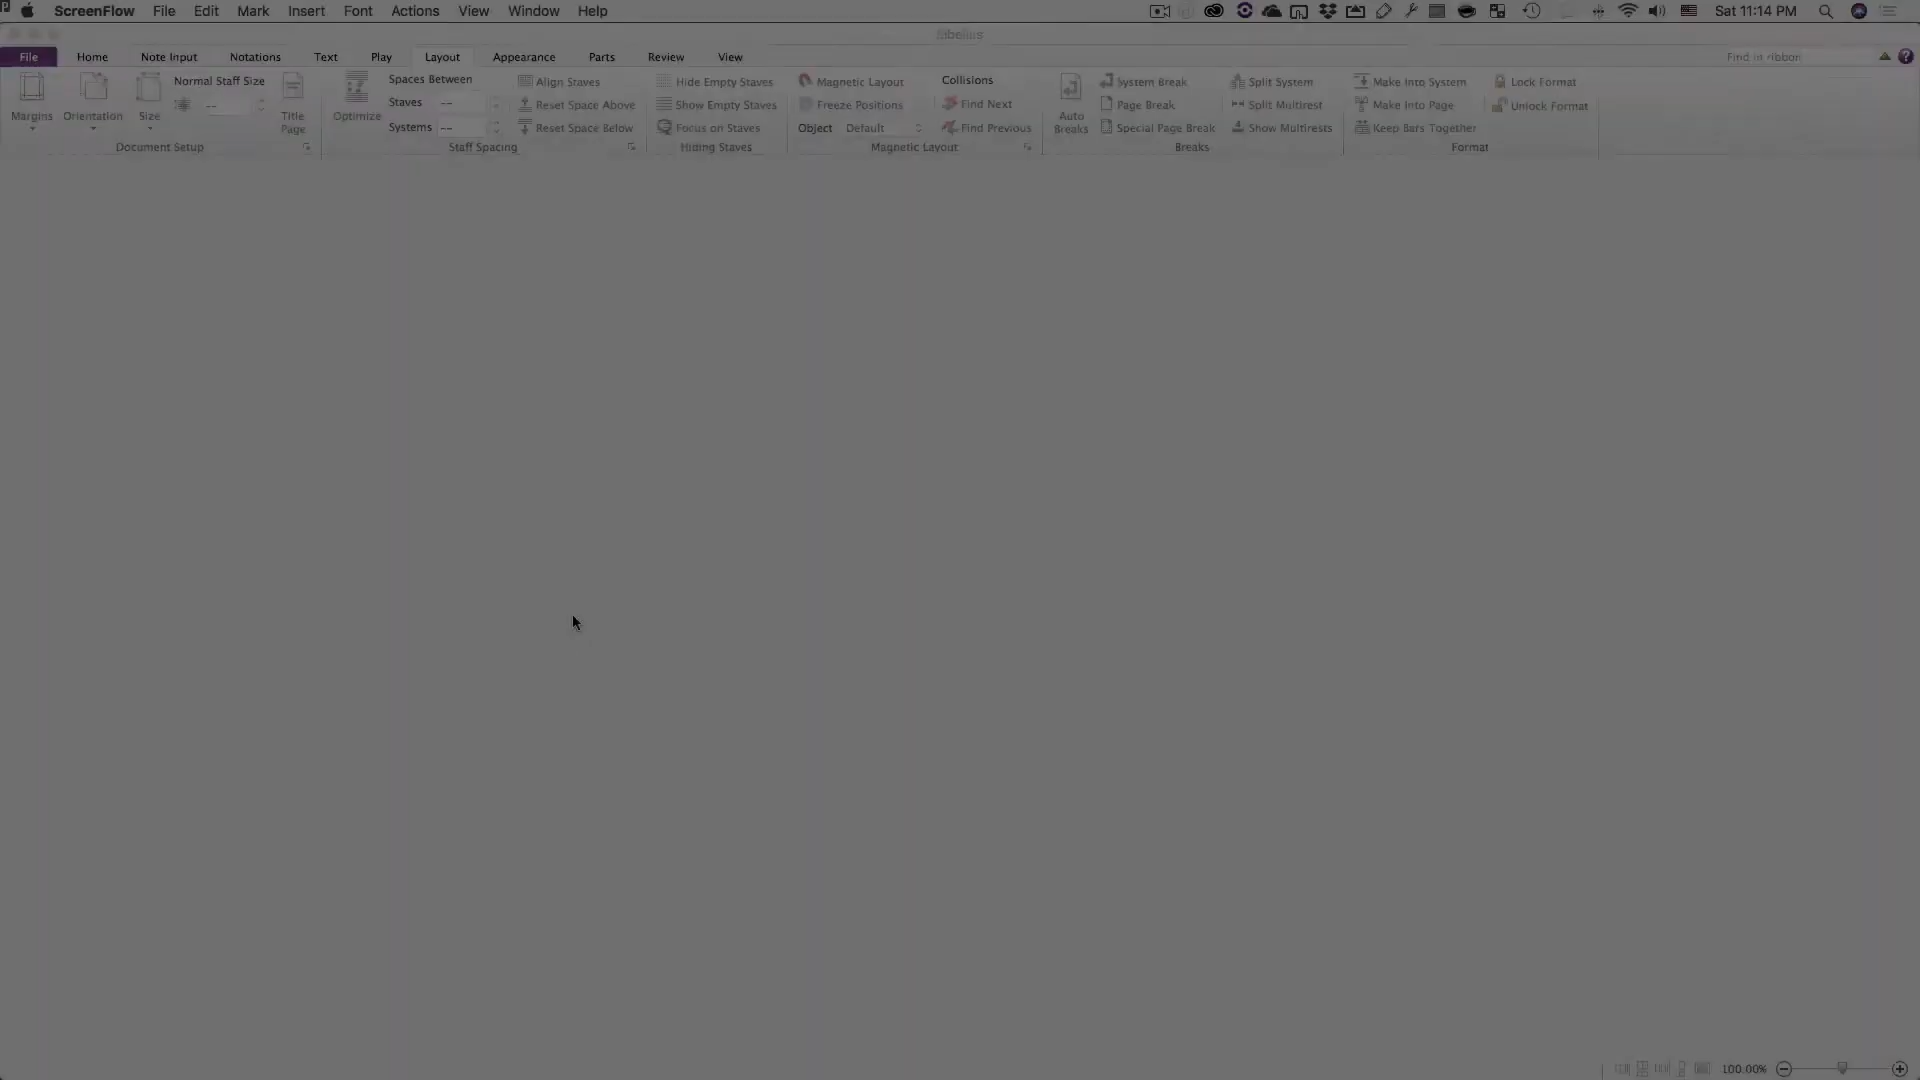 ScreenFlow File Edit Mark Insert Font Actions View Window Help Sat 11:14 PM
File Home Note Input Notations Text Play Layout Appearance Parts Review View Find in ribbon
Normal Staff Size Spaces Between Align Staves Hide Empty Staves Magnetic Layout Collisions System Break Split System Make Into System Lock Format
Margins Orientation Size -- Title Page Optimize Staves -- Reset Space Above Show Empty Staves Freeze Positions Find Next Auto Breaks Page Break Split Multirest Make Into Page Unlock Format
Systems -- Reset Space Below Focus on Staves Object Default Find Previous Special Page Break Show Multirests Keep Bars Together
Document Setup Staff Spacing Hiding Staves Magnetic Layout Breaks Format
100.00%